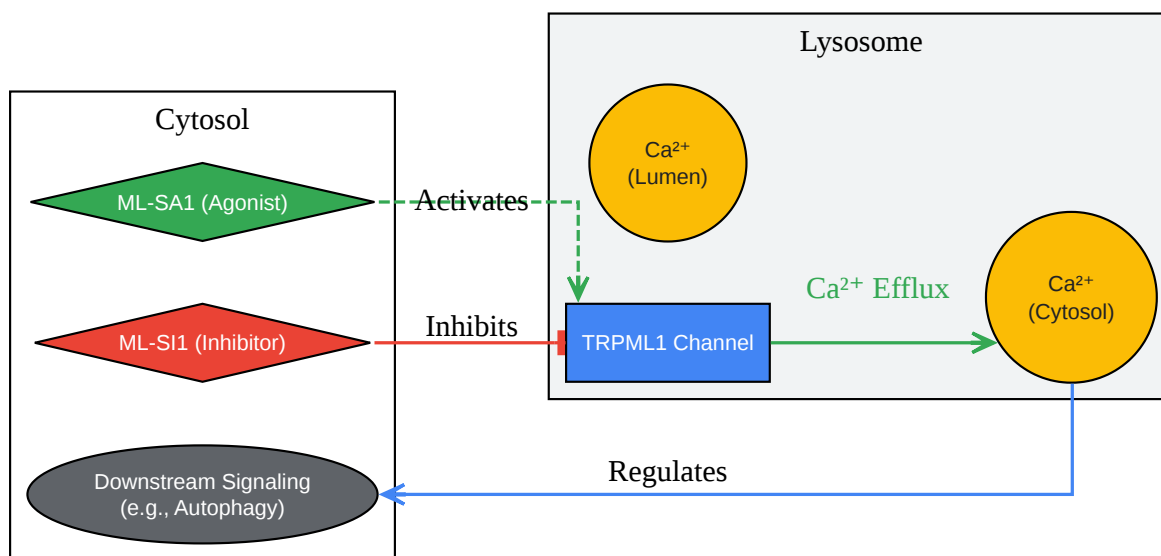 Lysosome
Cytosol
Ca²⁺
(Lumen)
ML-SA1 (Agonist)
Activates
Ca²⁺ Efflux
Ca²⁺
(Cytosol)
ML-SI1 (Inhibitor)
Inhibits
TRPML1 Channel
Regulates
Downstream Signaling
(e.g., Autophagy)